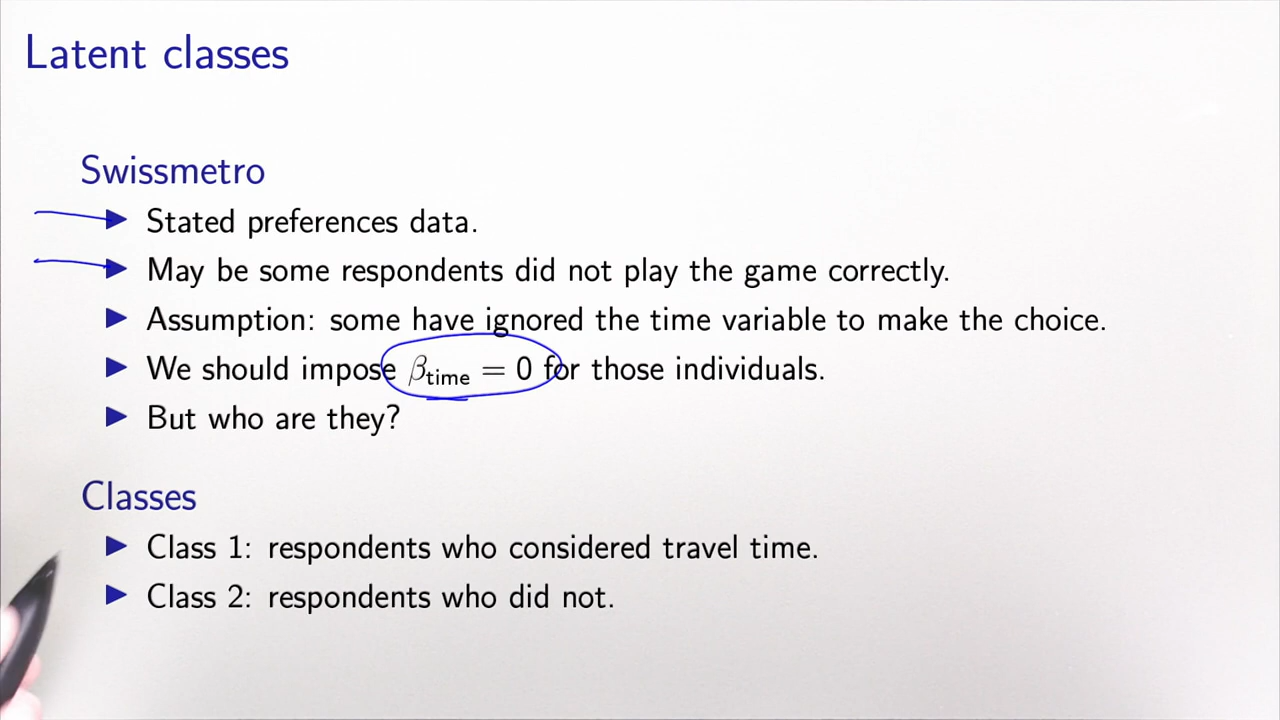 Latent classes
Swissmetro
Stated preferences data.
May be some respondents did not play the game correctly.
Assumption: some have ignored the time variable to make the choice.
We should impose β_time = 0 for those individuals.
But who are they?
Classes
Class 1: respondents who considered travel time.
Class 2: respondents who did not.